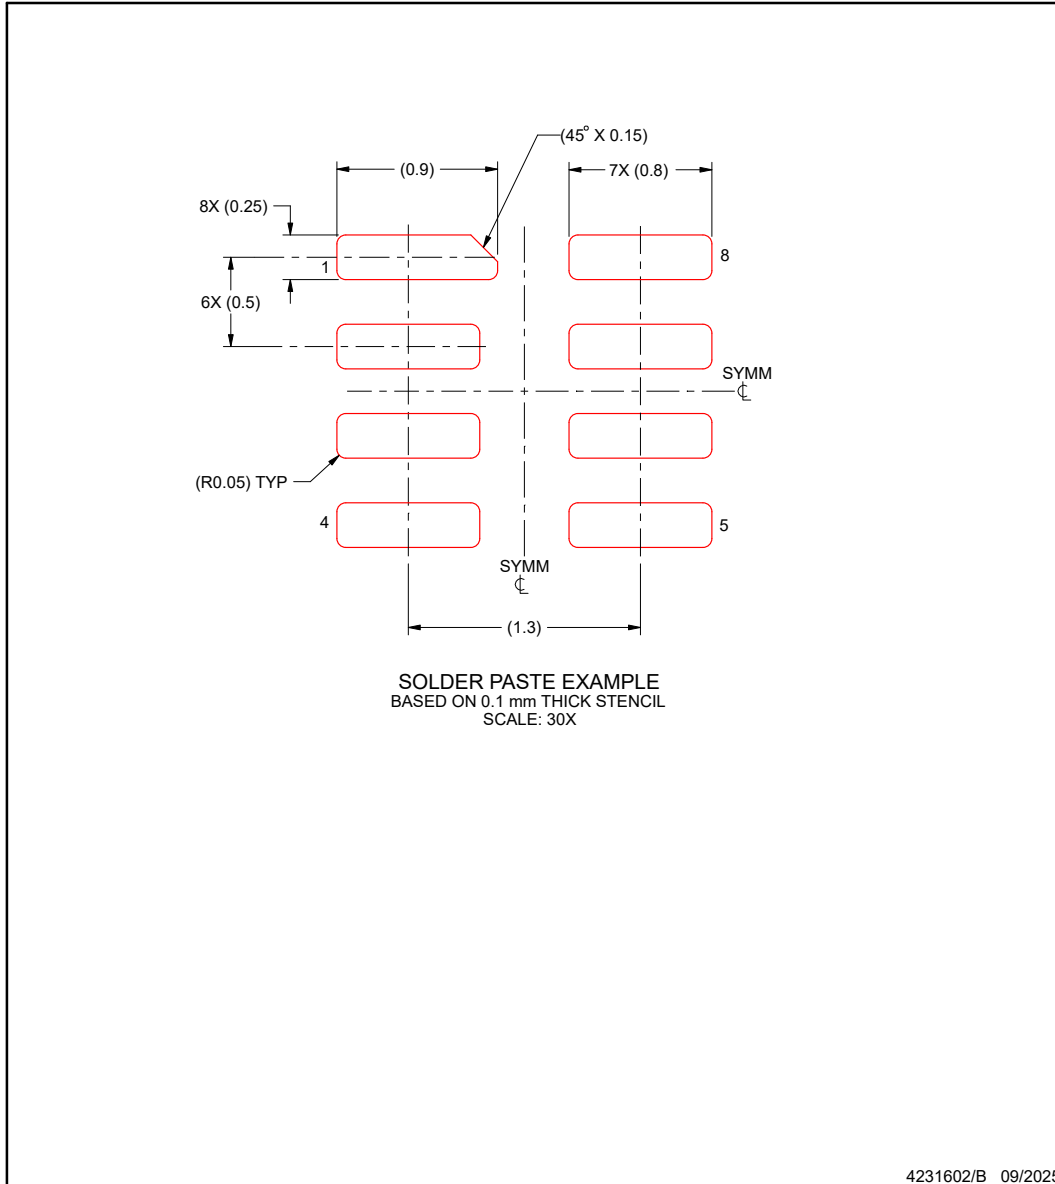 (45° X 0.15)
(0.9)
7X (0.8)
8X (0.25)
1
8
6X (0.5)
SYMM
℄
(R0.05) TYP
4
5
SYMM
℄
(1.3)
SOLDER PASTE EXAMPLE
BASED ON 0.1 mm THICK STENCIL
SCALE: 30X
4231602/B 09/2025